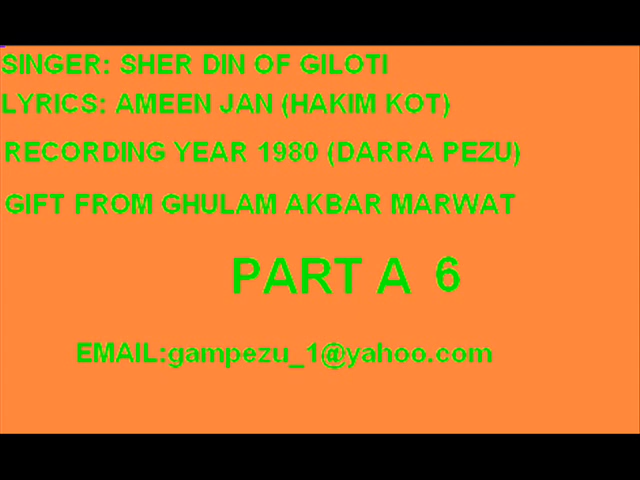 SINGER: SHER DIN OF GILOTI
LYRICS: AMEEN JAN (HAKIM KOT)
RECORDING YEAR 1980 (DARRA PEZU)
GIFT FROM GHULAM AKBAR MARWAT
PART A 6
EMAIL:gampezu_1@yahoo.com